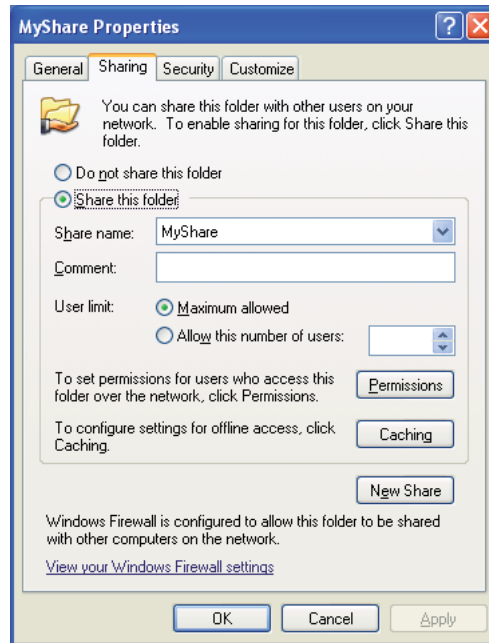 MyShare Properties
General Sharing Security Customize
You can share this folder with other users on your
network. To enable sharing for this folder, click Share this
folder.
Do not share this folder
Share this folder
Share name: MyShare
Comment:
User limit: Maximum allowed
Allow this number of users:
To set permissions for users who access this
folder over the network, click Permissions.
Permissions
To configure settings for offline access, click
Caching.
Caching
New Share
Windows Firewall is configured to allow this folder to be shared
with other computers on the network.
View your Windows Firewall settings
OK Cancel Apply